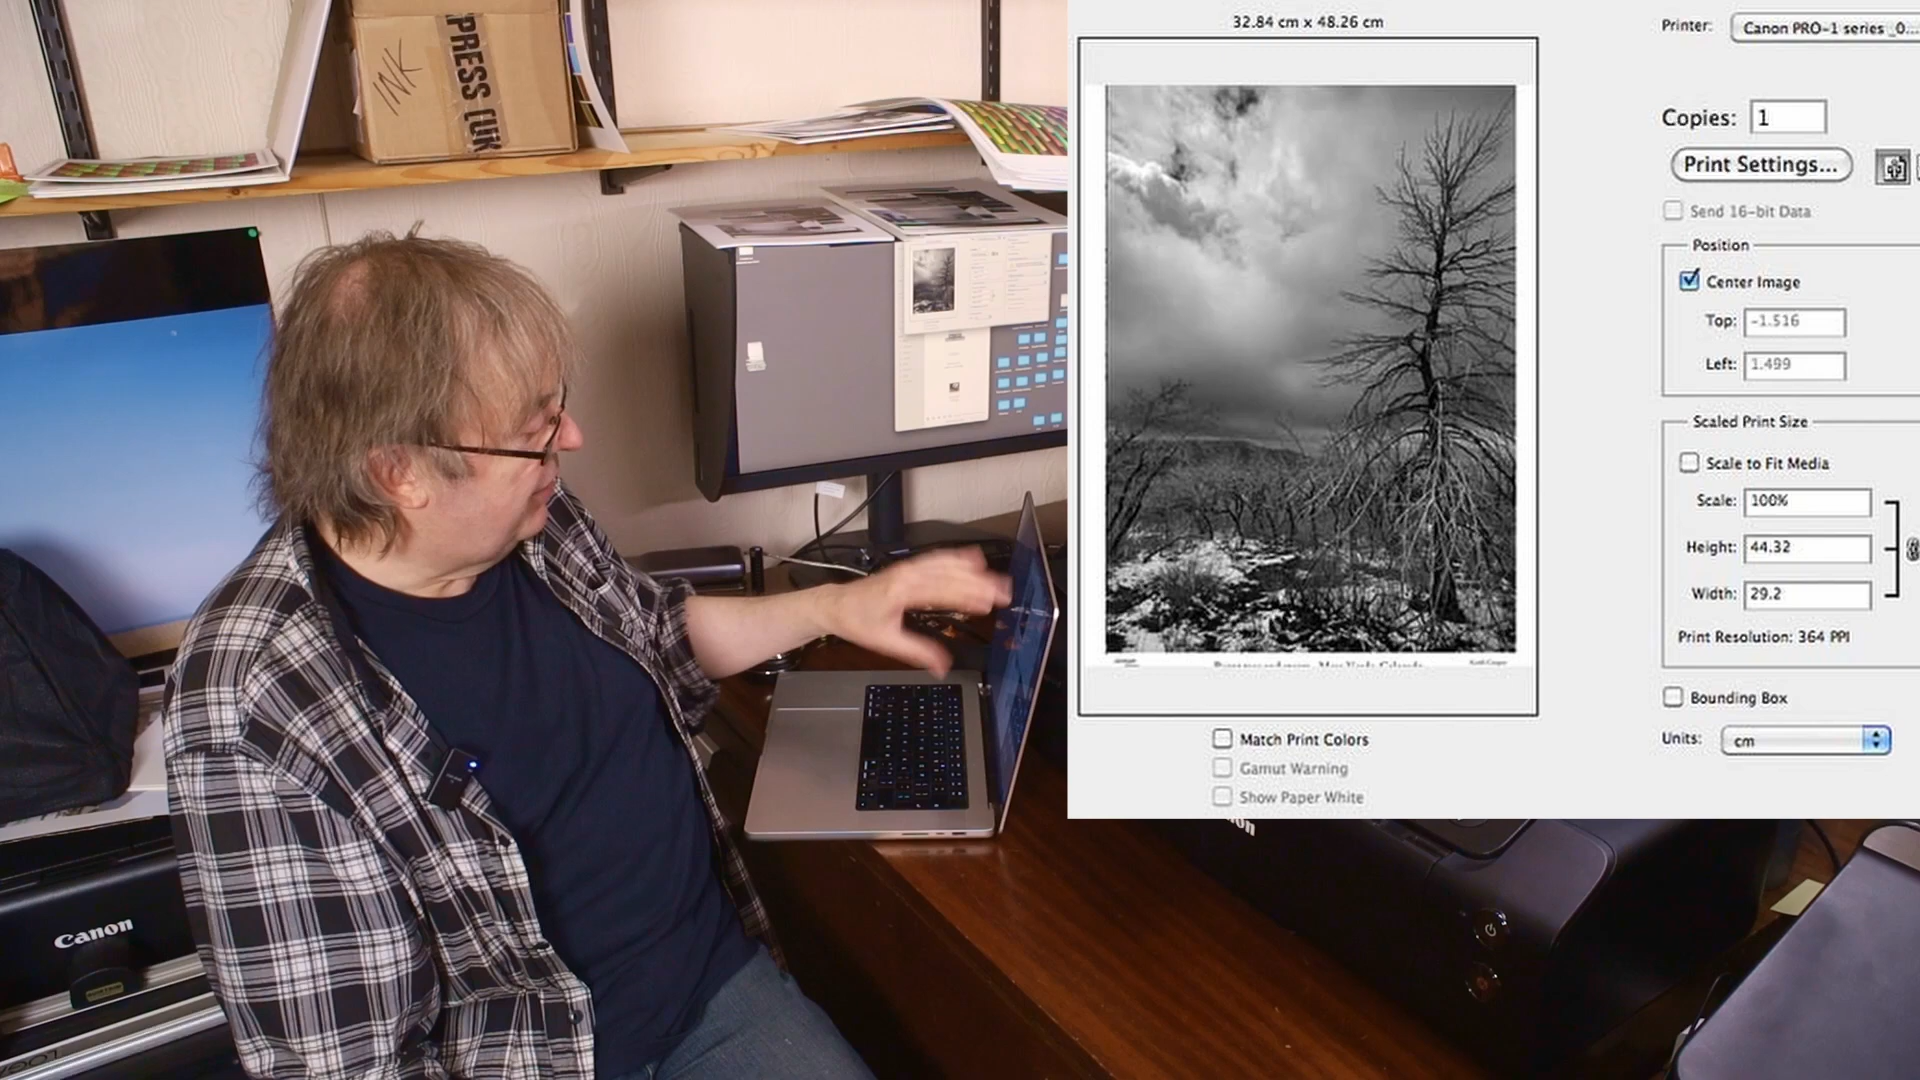 INK
PRESS (UK
32.84 cm x 48.26 cm
Printer: Canon PRO-1 series _0...
Copies: 1
Print Settings...
Send 16-bit Data
Position
Center Image
Top: -1.516
Left: 1.499
Scaled Print Size
Scale to Fit Media
Scale: 100%
Height: 44.32
Width: 29.2
Print Resolution: 364 PPI
Bounding Box
Units: cm
Match Print Colors
Gamut Warning
Show Paper White
Canon